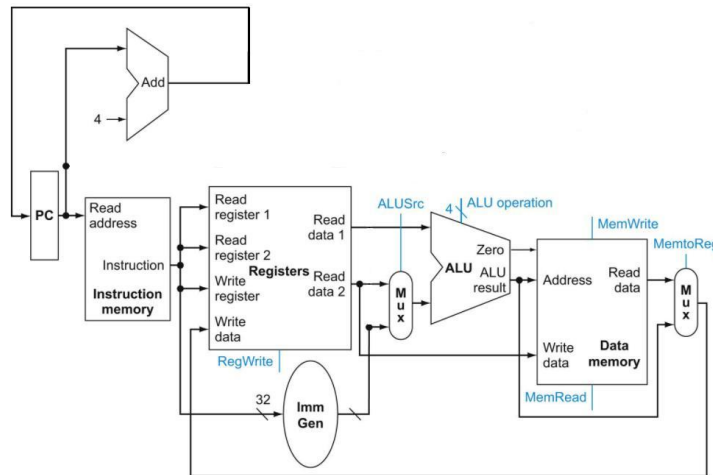 Add
4
PC
Read
address
Instruction
Instruction
memory
Read
register 1
Read
register 2
Write
register
Write
data
Registers
Read
data 1
Read
data 2
RegWrite
32
Imm
Gen
ALUSrc
M
u
x
4
ALU operation
Zero
ALU
ALU
result
MemWrite
Address
Read
data
Write
data
Data
memory
MemRead
MemtoReg
M
u
x